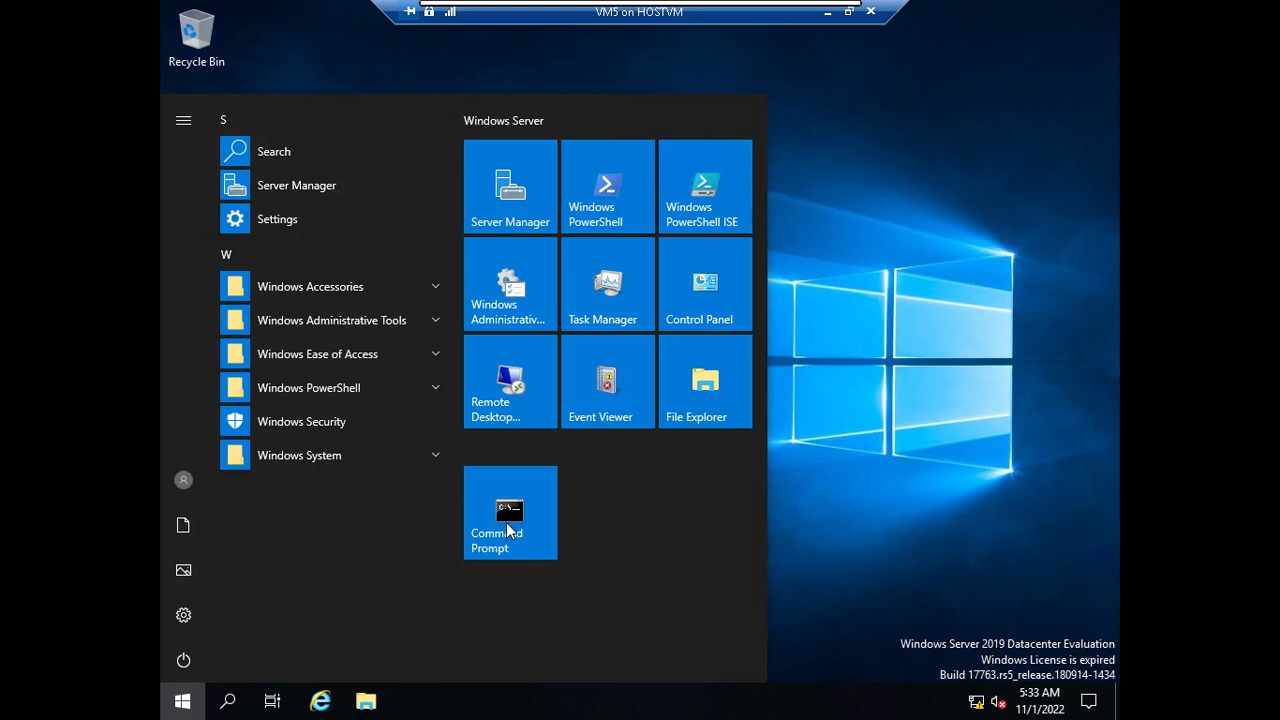 VM5 on HOSTVM
Recycle Bin
S
Search
Server Manager
Settings
W
Windows Accessories
Windows Administrative Tools
Windows Ease of Access
Windows PowerShell
Windows Security
Windows System
Windows Server
Server Manager
Windows
PowerShell
Windows
PowerShell ISE
Windows
Administrativ...
Task Manager
Control Panel
Remote
Desktop...
Event Viewer
File Explorer
C:\_
Command
Prompt
Windows Server 2019 Datacenter Evaluation
Windows License is expired
Build 17763.rs5_release.180914-1434
5:33 AM
11/1/2022